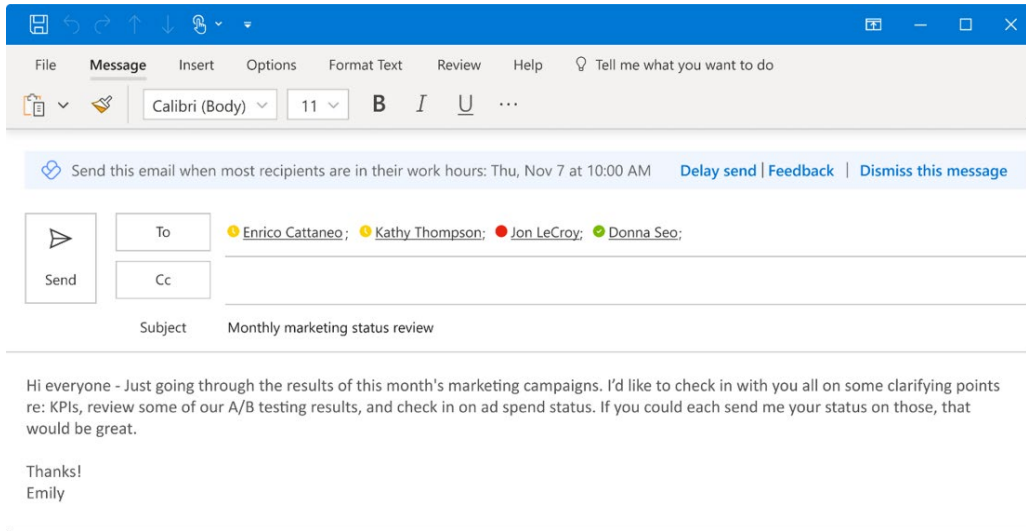 File Message Insert Options Format Text Review Help Tell me what you want to do
Calibri (Body) 11 B I U ...
Send this email when most recipients are in their work hours: Thu, Nov 7 at 10:00 AM Delay send | Feedback | Dismiss this message
To Enrico Cattaneo; Kathy Thompson; Jon LeCroy; Donna Seo;
Send Cc
Subject Monthly marketing status review
Hi everyone - Just going through the results of this month's marketing campaigns. I'd like to check in with you all on some clarifying points
re: KPIs, review some of our A/B testing results, and check in on ad spend status. If you could each send me your status on those, that
would be great.
Thanks!
Emily